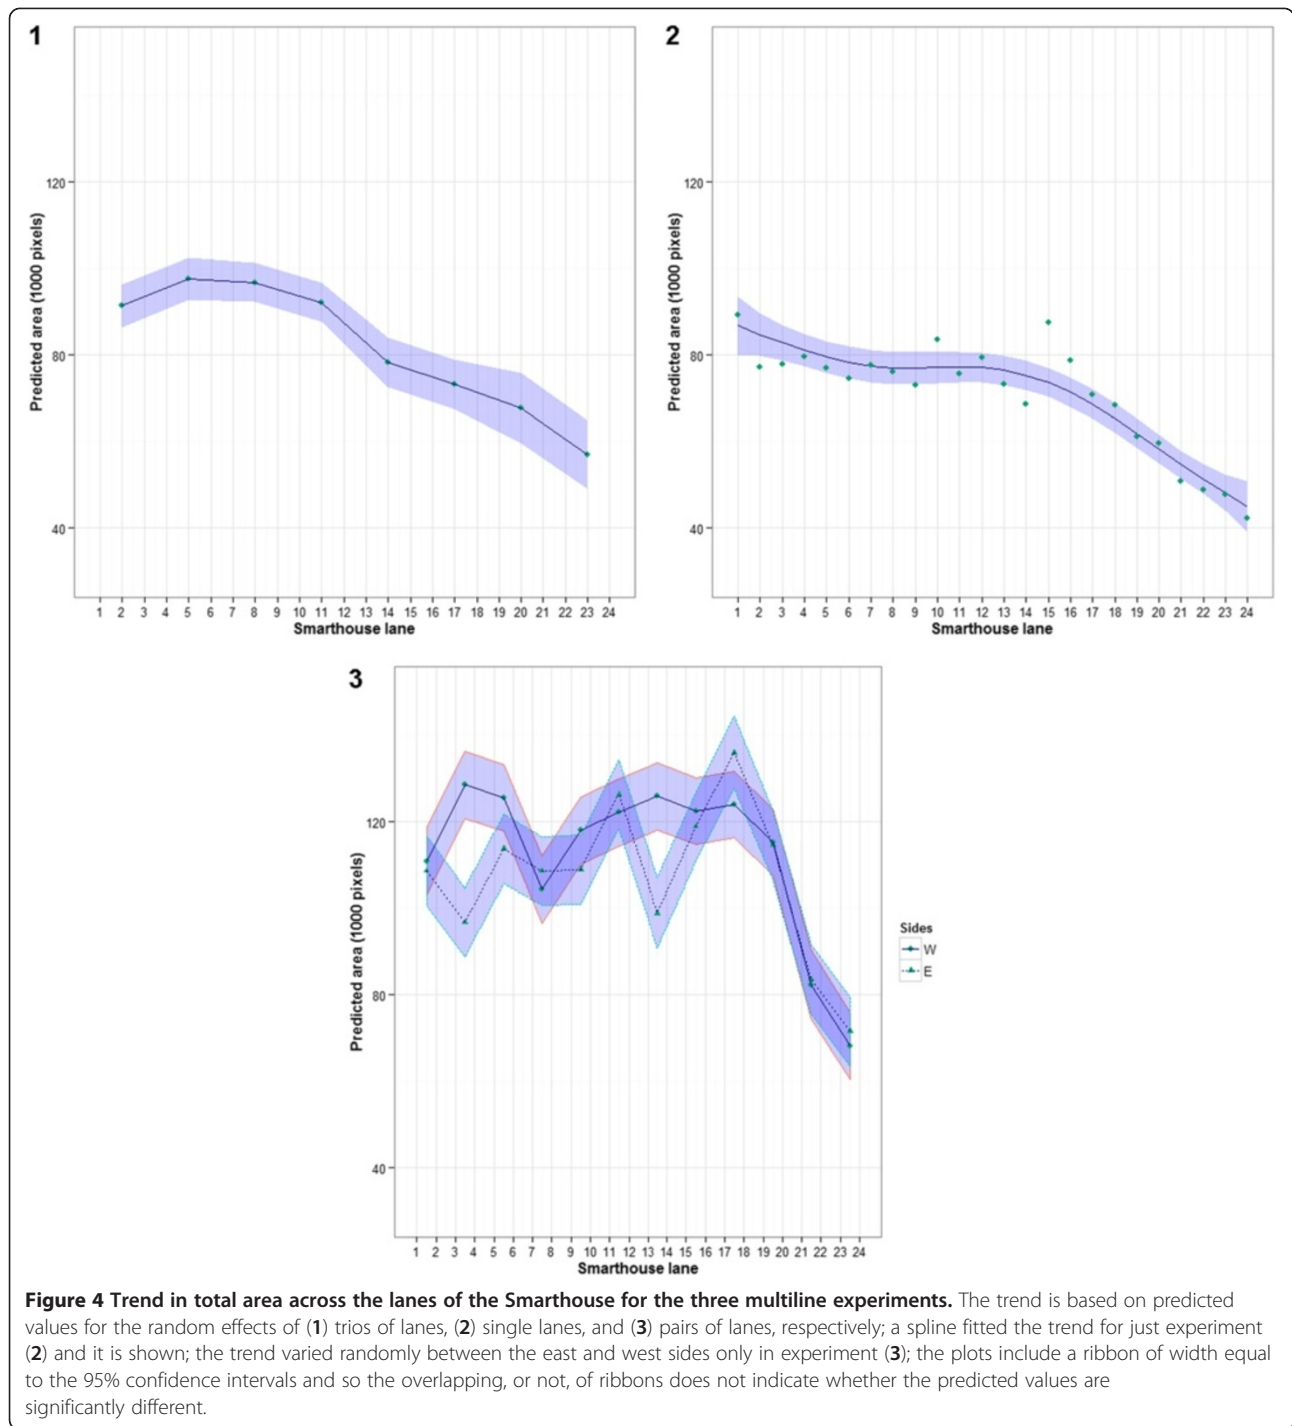 1
Predicted area (1000 pixels)
120
80
40
1 2 3 4 5 6 7 8 9 10 11 12 13 14 15 16 17 18 19 20 21 22 23 24
Smarthouse lane
2
Predicted area (1000 pixels)
120
80
40
1 2 3 4 5 6 7 8 9 10 11 12 13 14 15 16 17 18 19 20 21 22 23 24
Smarthouse lane
3
Predicted area (1000 pixels)
120
80
40
1 2 3 4 5 6 7 8 9 10 11 12 13 14 15 16 17 18 19 20 21 22 23 24
Smarthouse lane
Sides
W
E
Figure 4 Trend in total area across the lanes of the Smarthouse for the three multiline experiments. The trend is based on predicted
values for the random effects of (1) trios of lanes, (2) single lanes, and (3) pairs of lanes, respectively; a spline fitted the trend for just experiment
(2) and it is shown; the trend varied randomly between the east and west sides only in experiment (3); the plots include a ribbon of width equal
to the 95% confidence intervals and so the overlapping, or not, of ribbons does not indicate whether the predicted values are
significantly different.